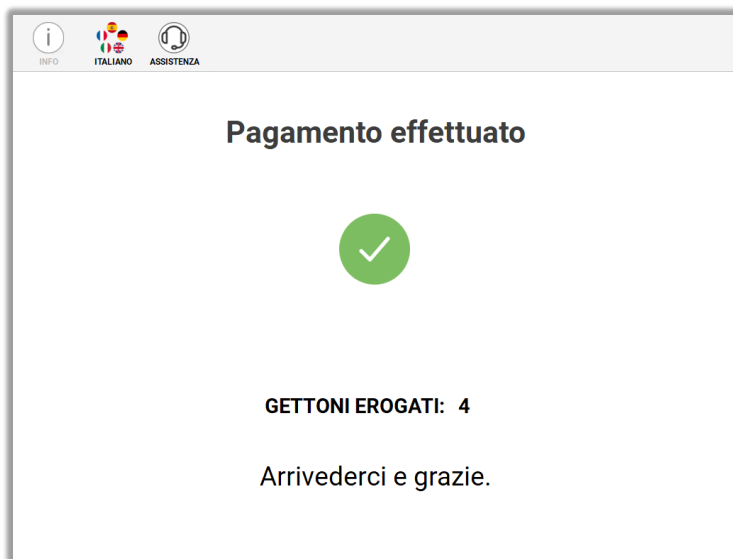 i
INFO
ITALIANO
ASSISTENZA
Pagamento effettuato
GETTONI EROGATI: 4
Arrivederci e grazie.